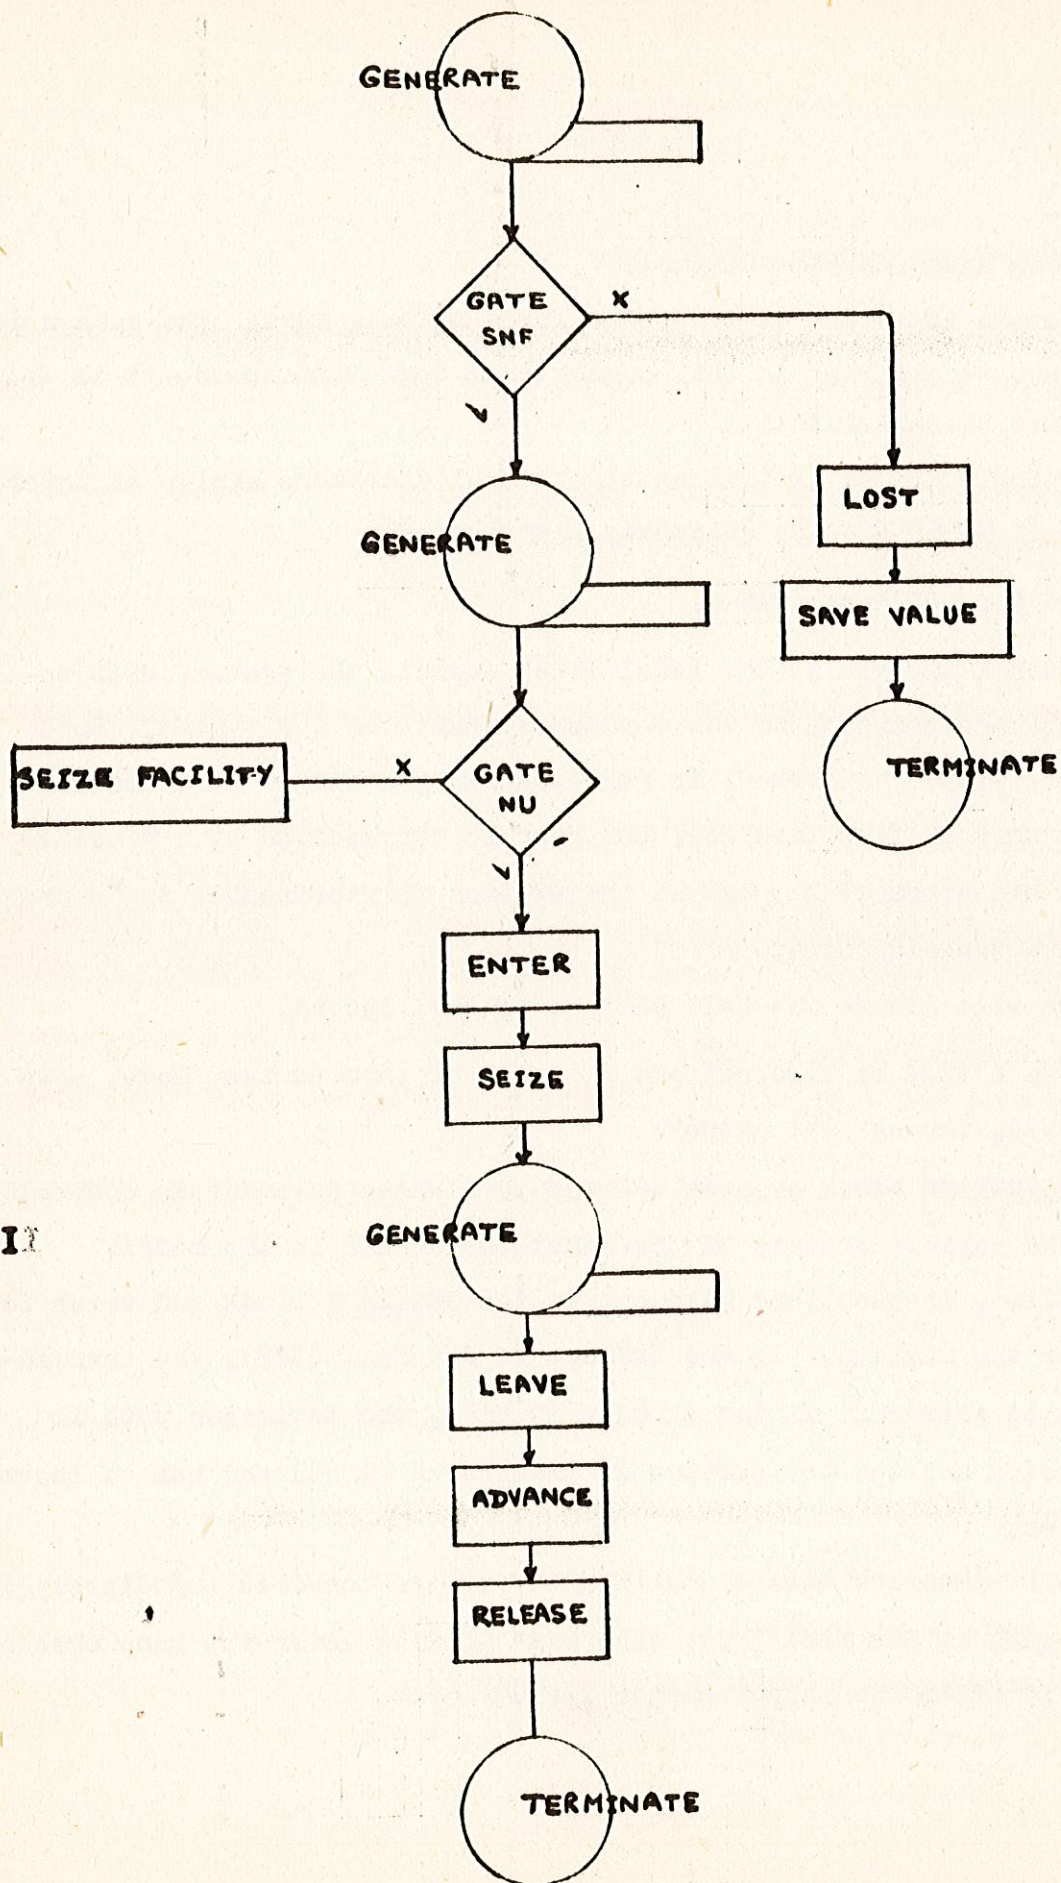 GENERATE
GATE
SNF
X
LOST
GENERATE
SAVE VALUE
SEIZE FACILITY
X
GATE
NU
TERMINATE
ENTER
SEIZE
GENERATE
LEAVE
ADVANCE
RELEASE
TERMINATE